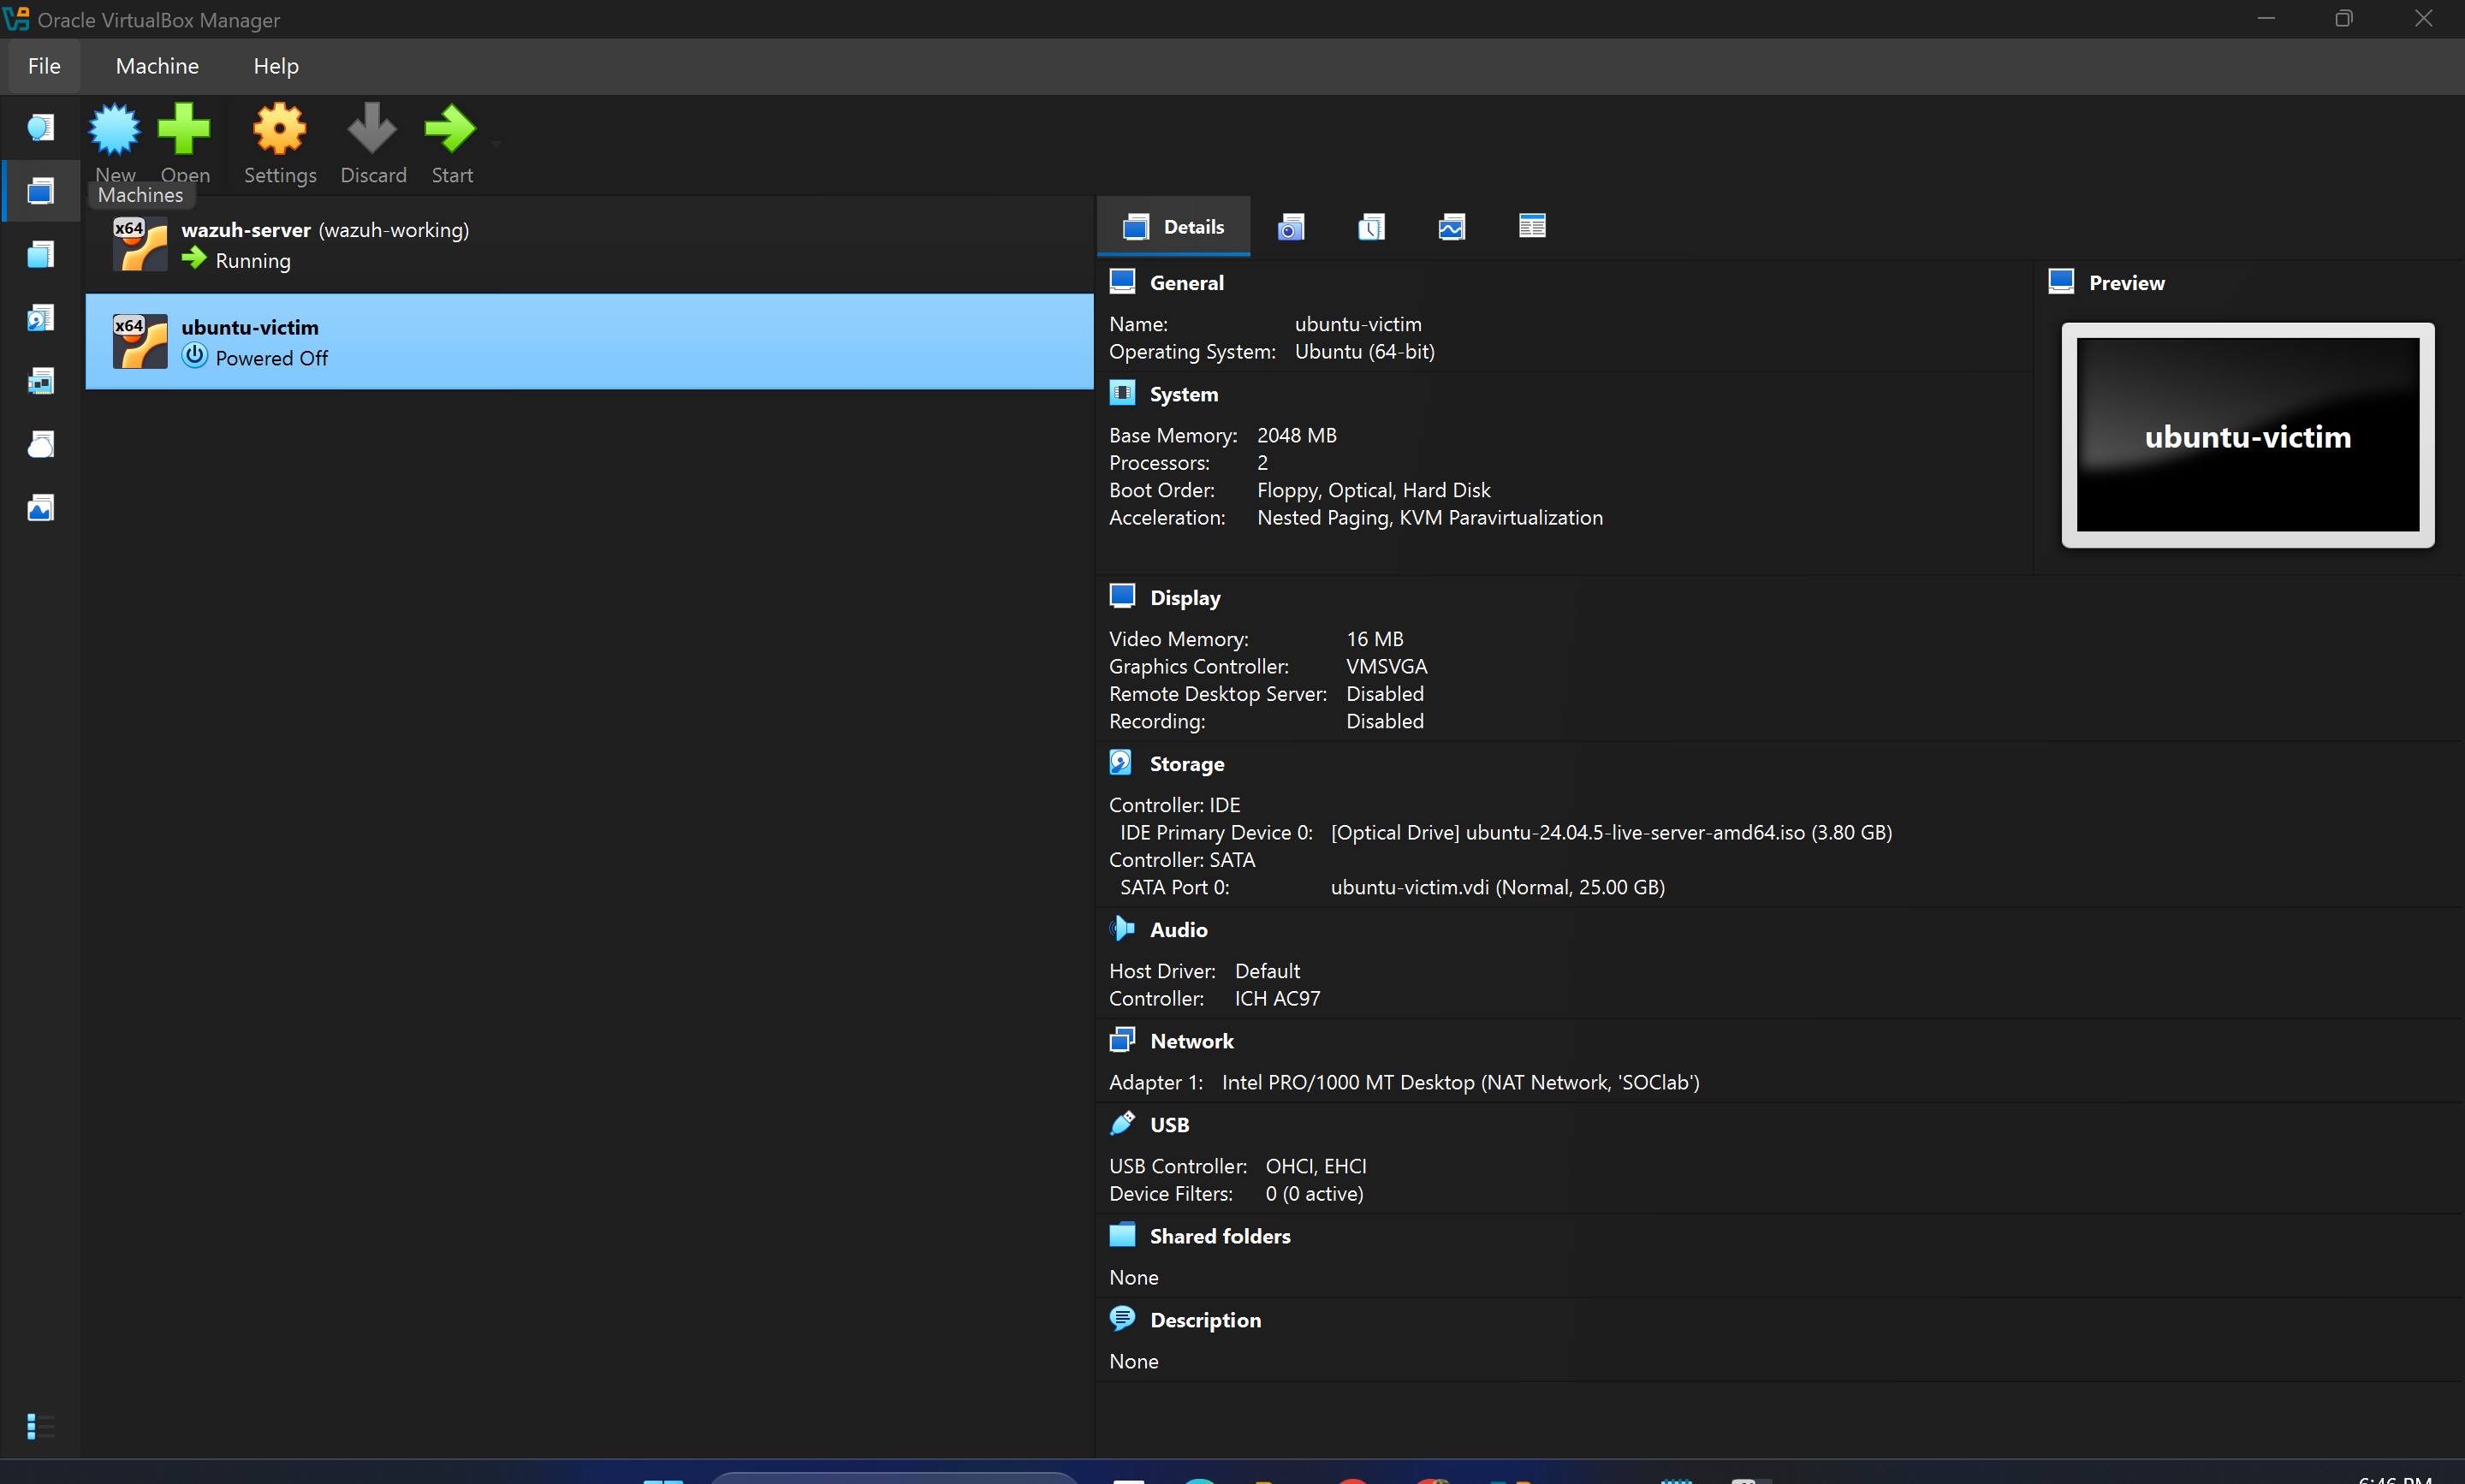 Oracle VirtualBox Manager
File Machine Help
New Open Settings Discard Start
Machines
wazuh-server (wazuh-working)
Running
ubuntu-victim
Powered Off
Details
General
Name: ubuntu-victim
Operating System: Ubuntu (64-bit)
System
Base Memory: 2048 MB
Processors: 2
Boot Order: Floppy, Optical, Hard Disk
Acceleration: Nested Paging, KVM Paravirtualization
Preview
ubuntu-victim
Display
Video Memory: 16 MB
Graphics Controller: VMSVGA
Remote Desktop Server: Disabled
Recording: Disabled
Storage
Controller: IDE
IDE Primary Device 0: [Optical Drive] ubuntu-24.04.5-live-server-amd64.iso (3.80 GB)
Controller: SATA
SATA Port 0: ubuntu-victim.vdi (Normal, 25.00 GB)
Audio
Host Driver: Default
Controller: ICH AC97
Network
Adapter 1: Intel PRO/1000 MT Desktop (NAT Network, 'SOClab')
USB
USB Controller: OHCI, EHCI
Device Filters: 0 (0 active)
Shared folders
None
Description
None
6:46 PM